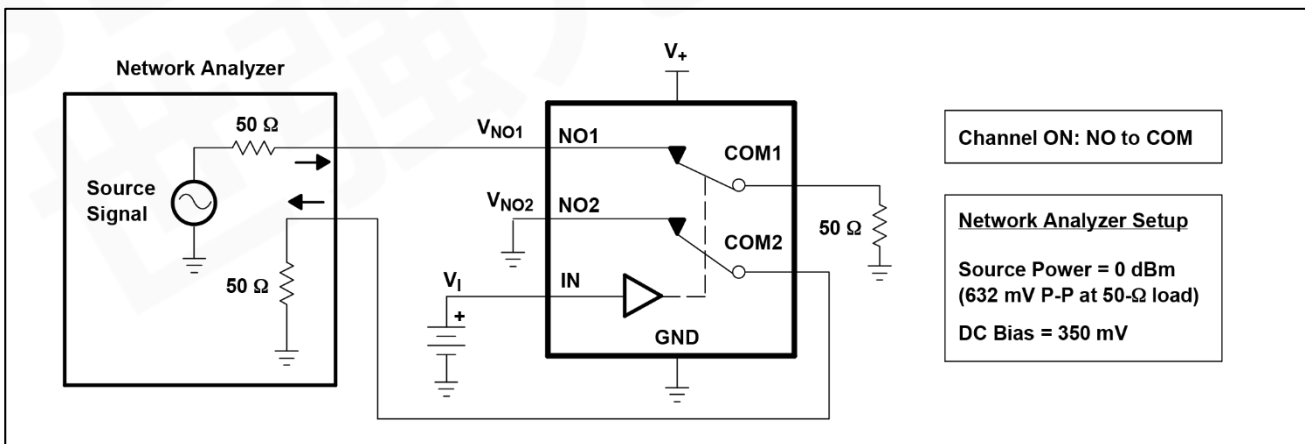 Network Analyzer
50 Ω
Source
Signal
50 Ω
V+
VNO1
NO1
COM1
VNO2
NO2
COM2
50 Ω
VI
+
IN
GND
Channel ON: NO to COM
Network Analyzer Setup
Source Power = 0 dBm
(632 mV P-P at 50-Ω load)
DC Bias = 350 mV